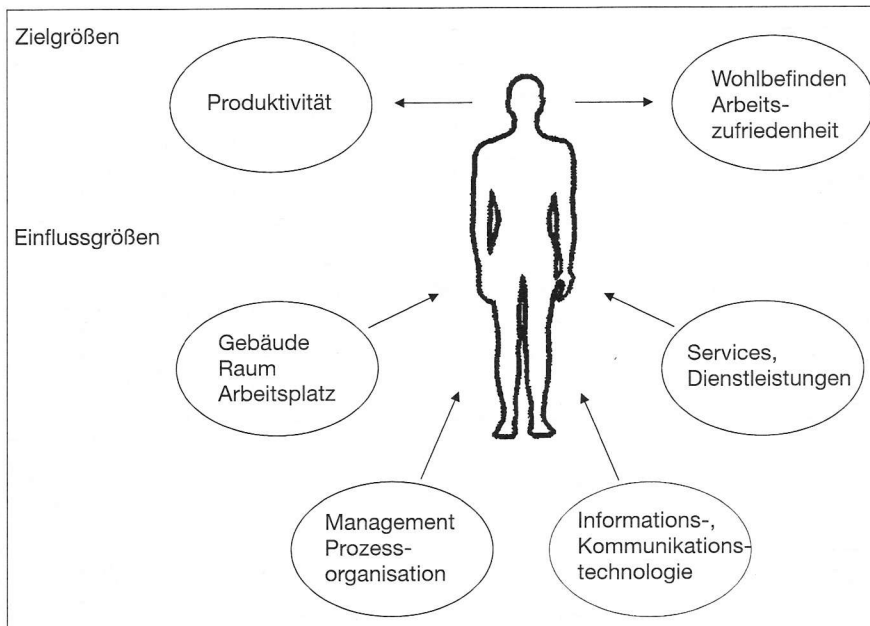 Zielgrößen
Produktivität
Wohlbefinden
Arbeits-
zufriedenheit
Einflussgrößen
Gebäude
Raum
Arbeitsplatz
Services,
Dienstleistungen
Management
Prozess-
organisation
Informations-,
Kommunikations-
technologie